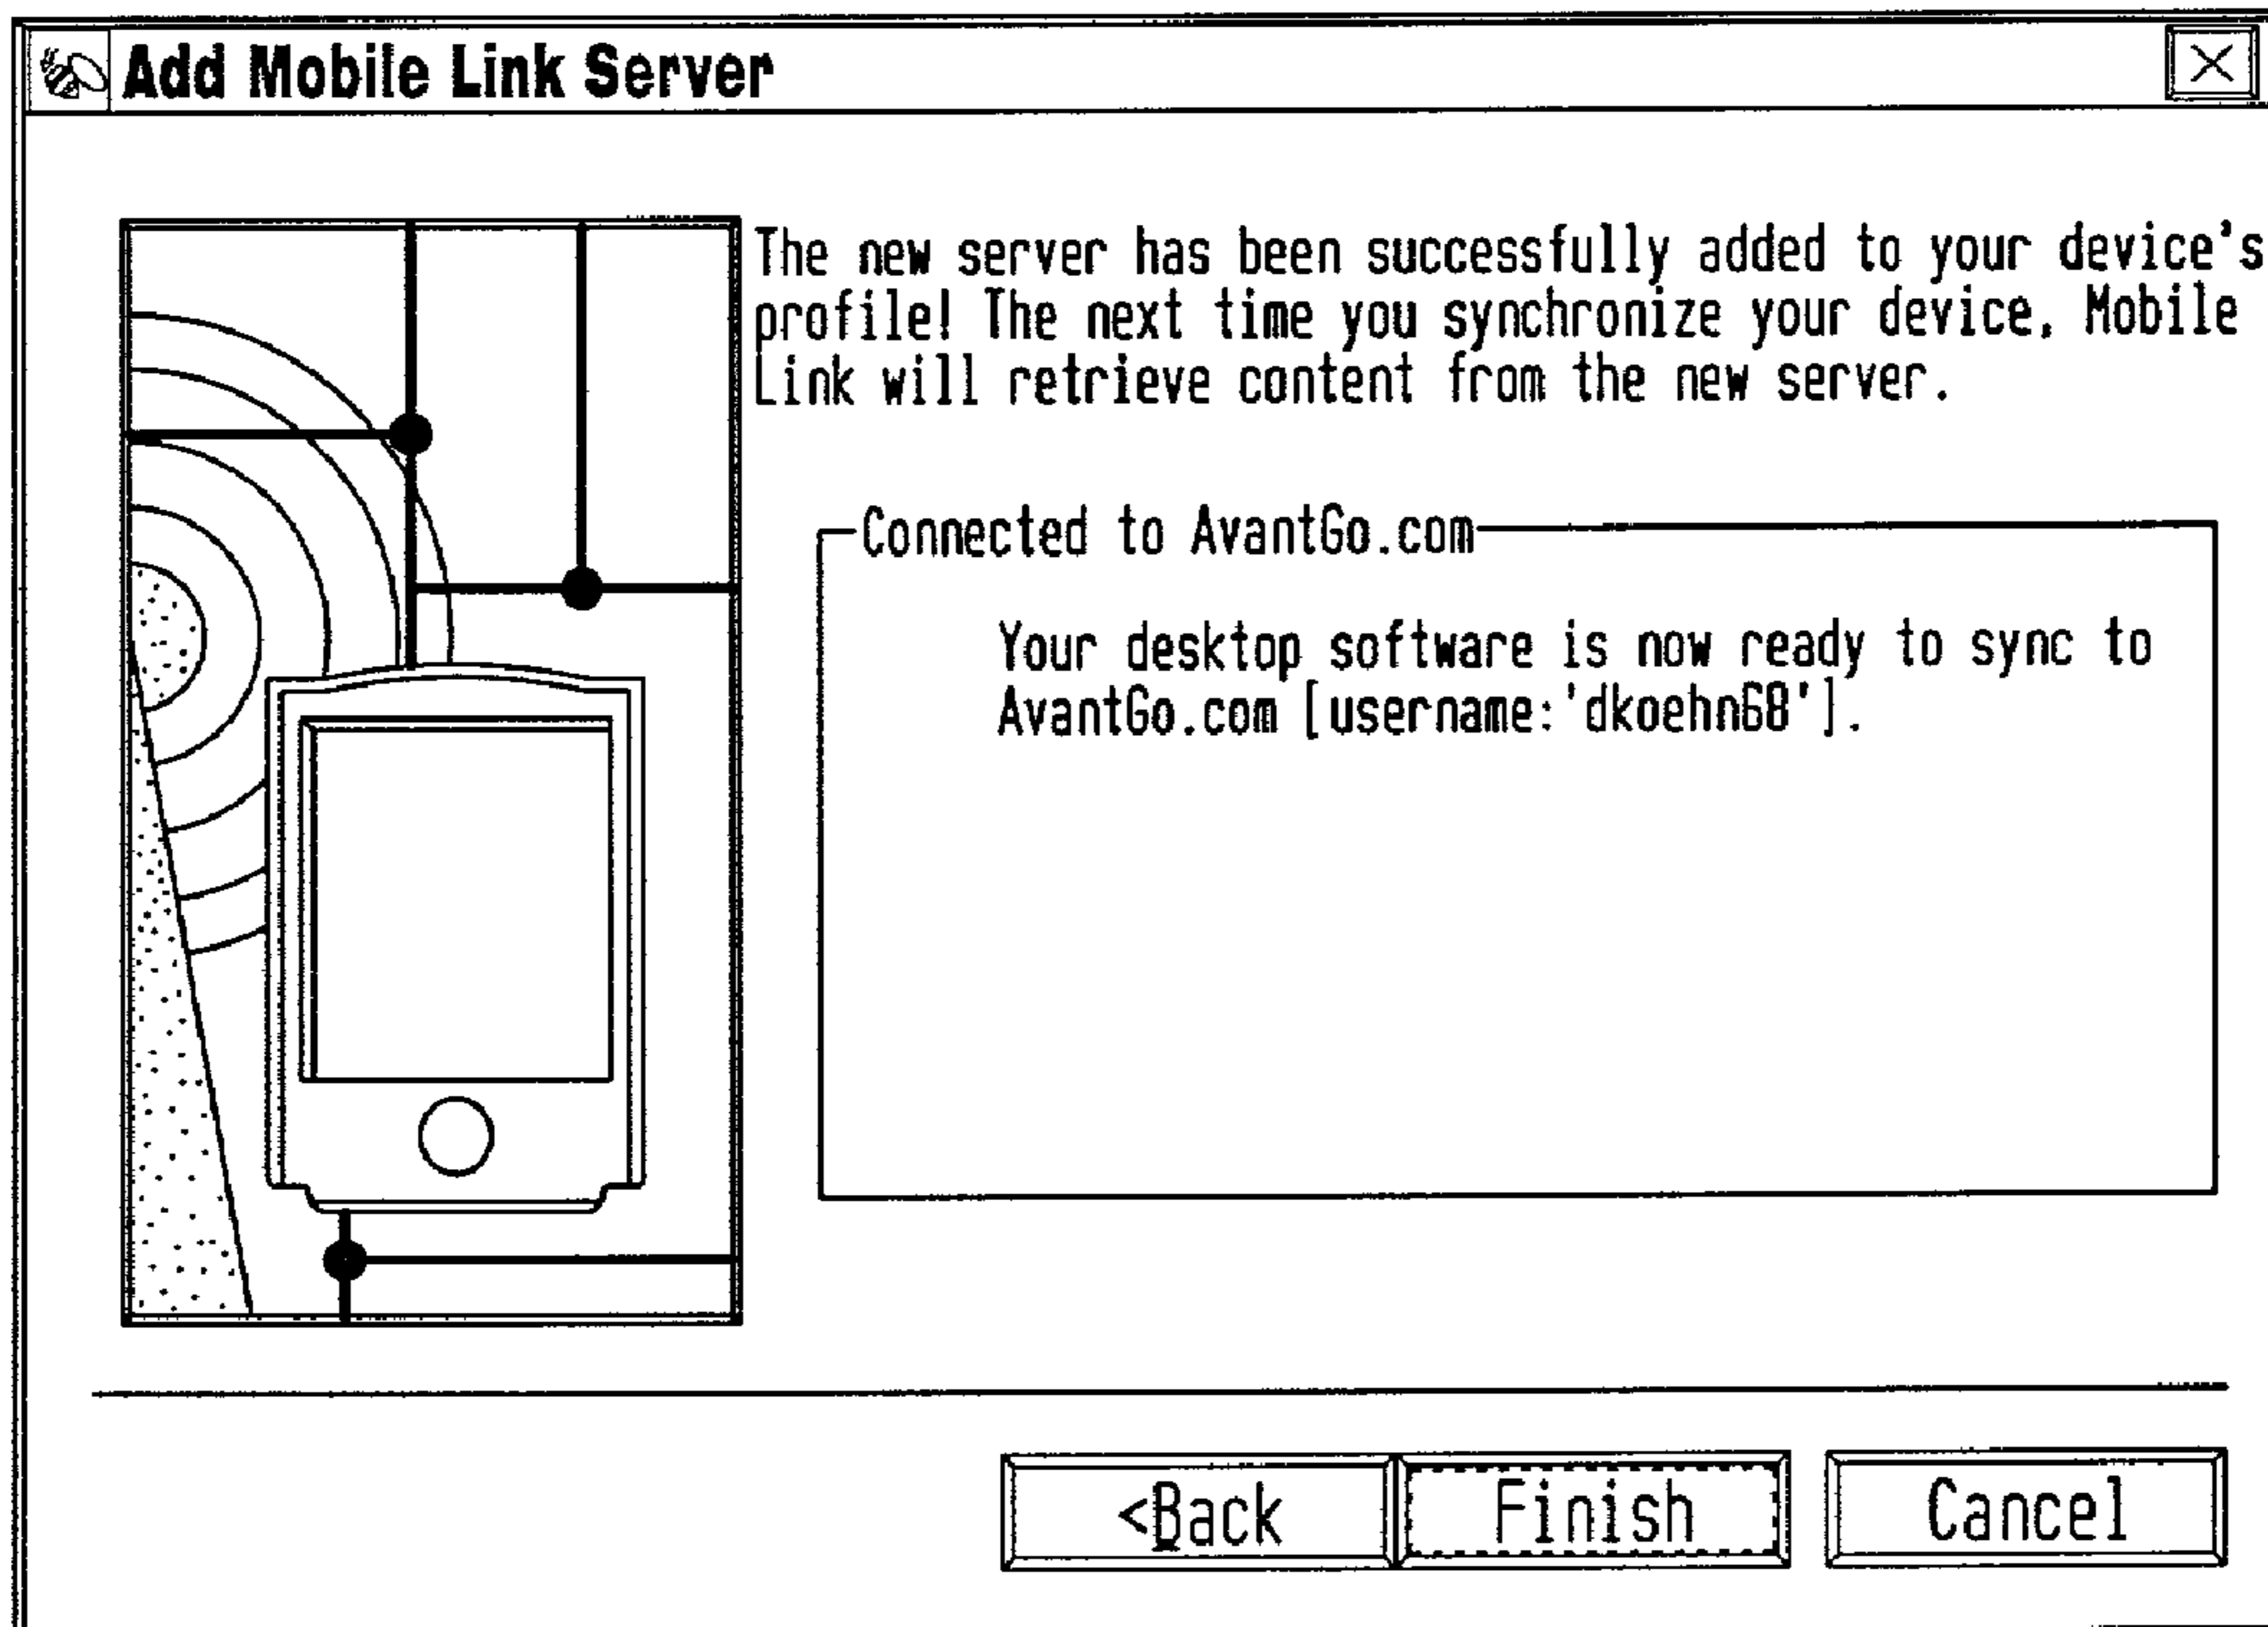 Add Mobile Link Server
The new server has been successfully added to your device's
profile! The next time you synchronize your device, Mobile
Link will retrieve content from the new server.
Connected to AvantGo.com
Your desktop software is now ready to sync to
AvantGo.com [username:'dkoehn68'].
<Back Finish Cancel